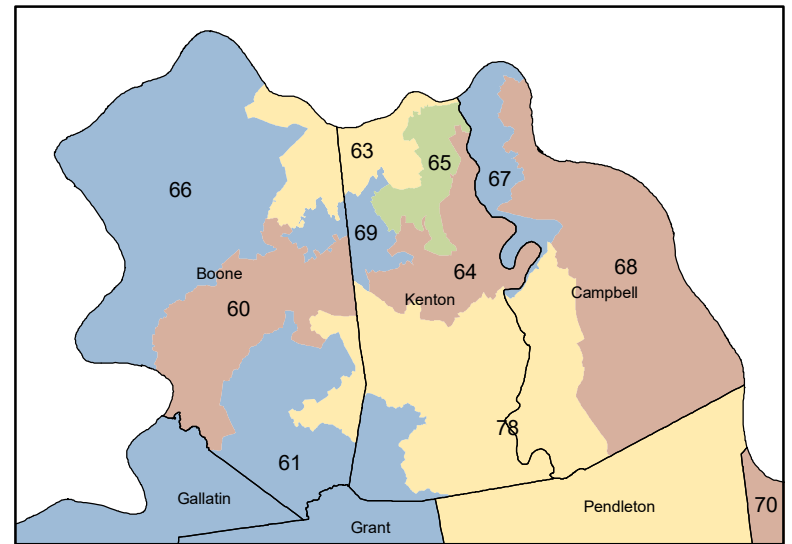 63
65
66
67
69
68
Boone
64
Campbell
Kenton
60
78
61
Gallatin
Pendleton
70
Grant